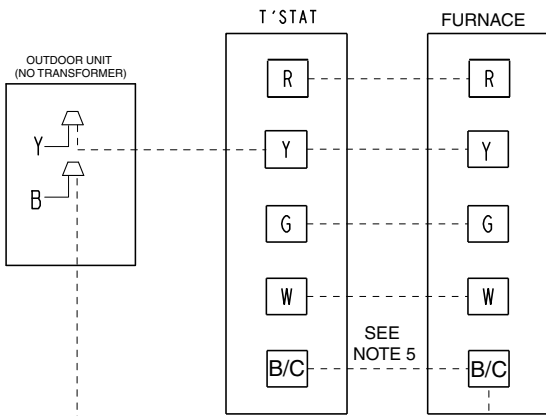 T'STAT
FURNACE
OUTDOOR UNIT
(NO TRANSFORMER)
R
R
Y
Y
Y
B
G
G
W
W
SEE
NOTE 5
B/C
B/C